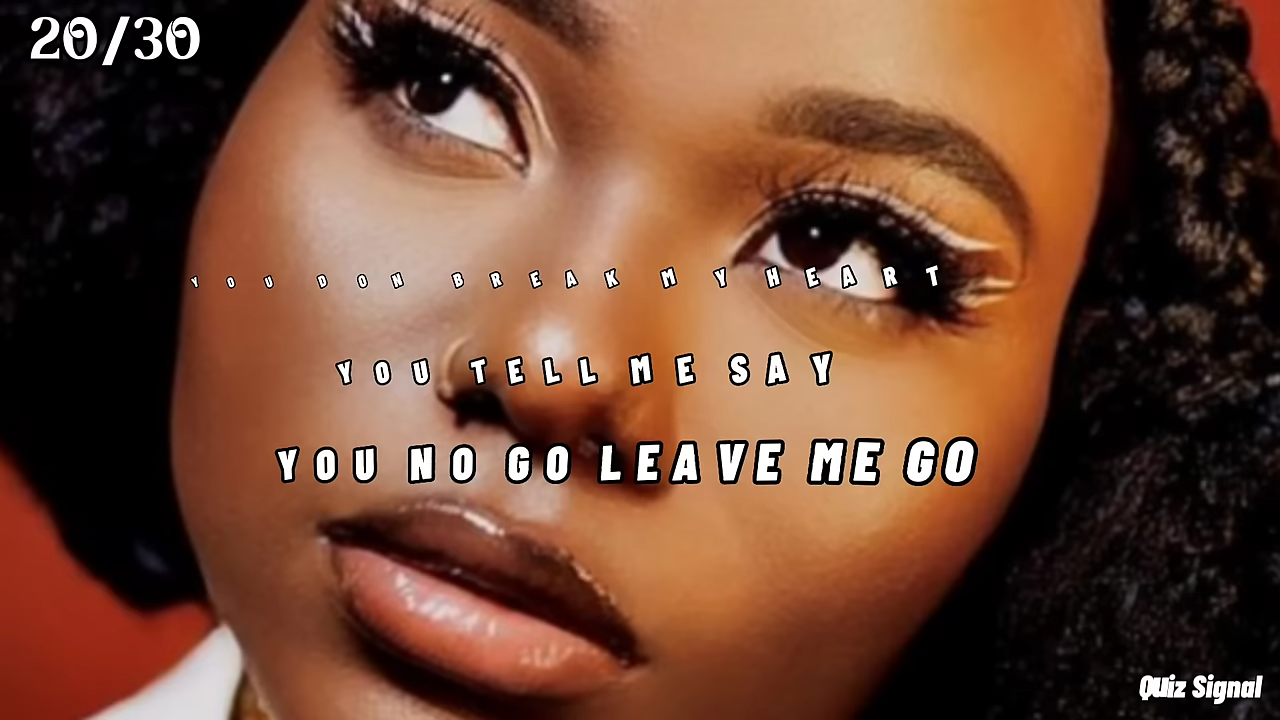 20/30
YOU DON BREAK MY HEART
YOU TELL ME SAY
YOU NO GO LEAVE ME GO
Quiz Signal